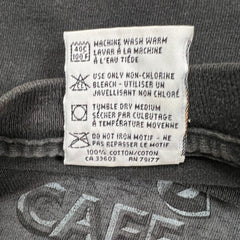 40C
100F
MACHINE WASH WARM
LAVAR À LA MACHINE
À L'EAU TIÈDE
USE ONLY NON-CHLORINE
BLEACH - UTILISER UN
JAVELLISANT NON CHLORÉ
TUMBLE DRY MEDIUM
SÉCHER PAR CULBUTAGE
À TEMPÉRATURE MOYENNE
DO NOT IRON MOTIF - NE
PAS REPASSER LE MOTIF
100% COTTON/COTON
CA 33603 RN 79177
CAFE